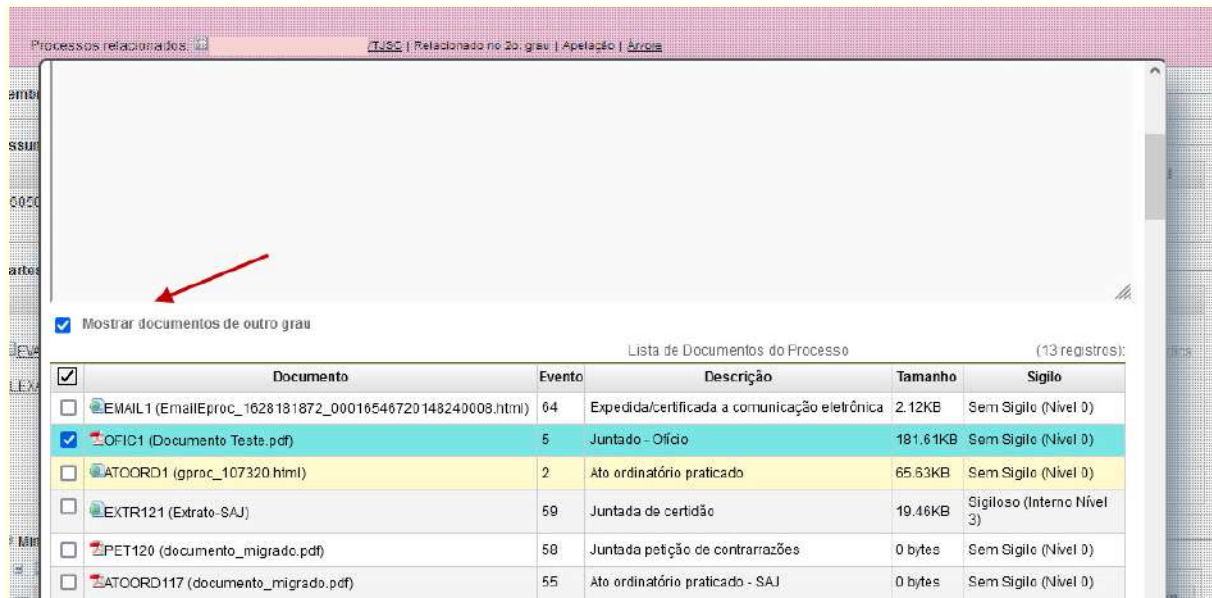 Processos relacionados: /TJSC | Relacionado no 2o. grau | Apelação | Árvore
Mostrar documentos de outro grau
Lista de Documentos do Processo (13 registros):
Documento Evento Descrição Tamanho Sigilo
EMAIL1 (EmailEproc_1628181872_00016546720148240008.html) 64 Expedida/certificada a comunicação eletrônica 2.12KB Sem Sigilo (Nível 0)
OFIC1 (Documento Teste.pdf) 5 Juntado - Ofício 181.61KB Sem Sigilo (Nível 0)
ATOORD1 (gproc_107320.html) 2 Ato ordinatório praticado 65.63KB Sem Sigilo (Nível 0)
EXTR121 (Extrato-SAJ) 59 Juntada de certidão 19.46KB Sigiloso (Interno Nível
3)
PET120 (documento_migrado.pdf) 58 Juntada petição de contrarrazões 0 bytes Sem Sigilo (Nível 0)
ATOORD117 (documento_migrado.pdf) 55 Ato ordinatório praticado - SAJ 0 bytes Sem Sigilo (Nível 0)